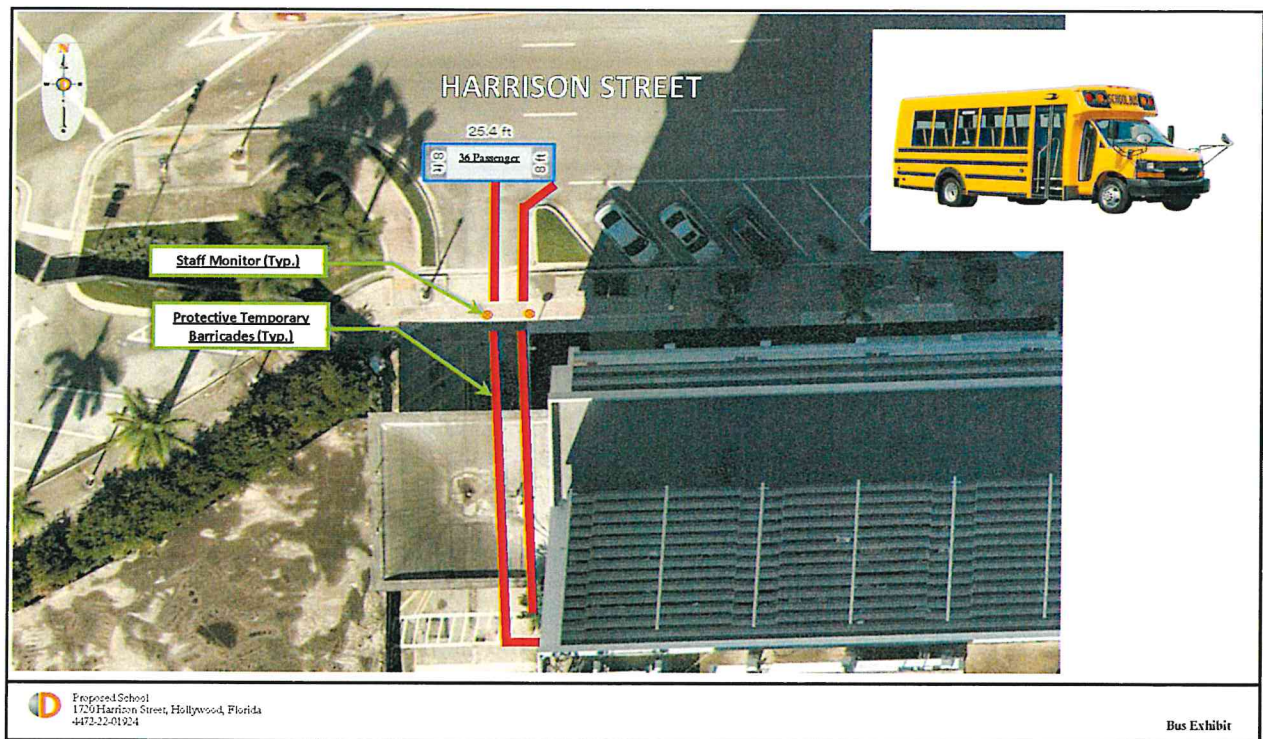 N
HARRISON STREET
25.4 ft
8 ft
36 Passenger
8 ft
SCHOOL BUS
Staff Monitor (Typ.)
Protective Temporary
Barricades (Typ.)
Proposed School
1720 Harrison Street, Hollywood, Florida
4472-22-01924
Bus Exhibit